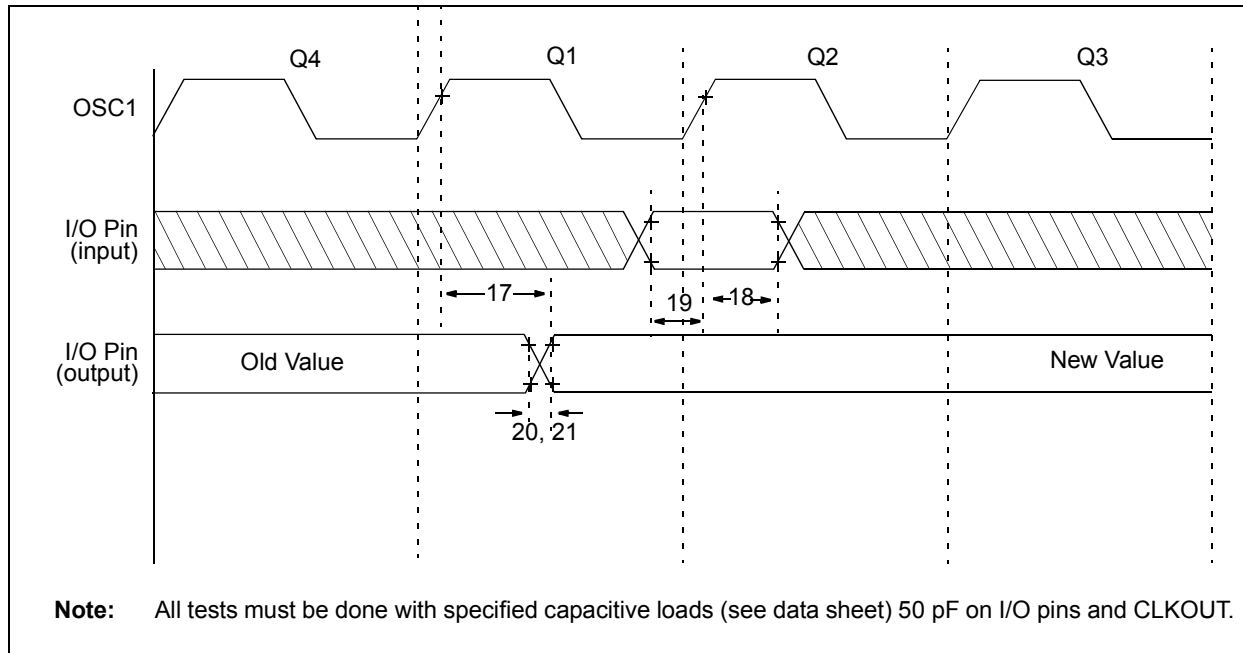 Q4 Q1 Q2 Q3
OSC1
I/O Pin
(input)
17 19 18
I/O Pin
(output)
Old Value New Value
20, 21
Note: All tests must be done with specified capacitive loads (see data sheet) 50 pF on I/O pins and CLKOUT.